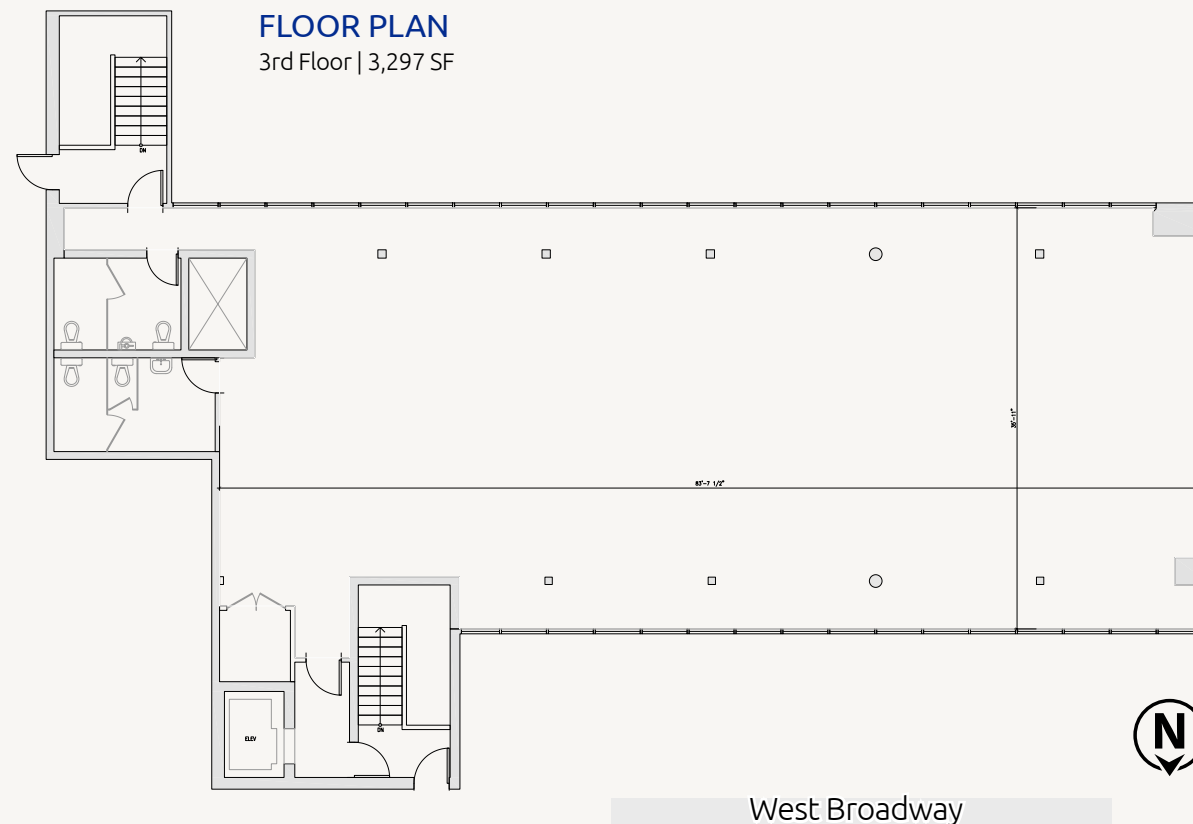 FLOOR PLAN
3rd Floor | 3,297 SF
DN
83'-7 1/2"
DN
ELEV
N
West Broadway